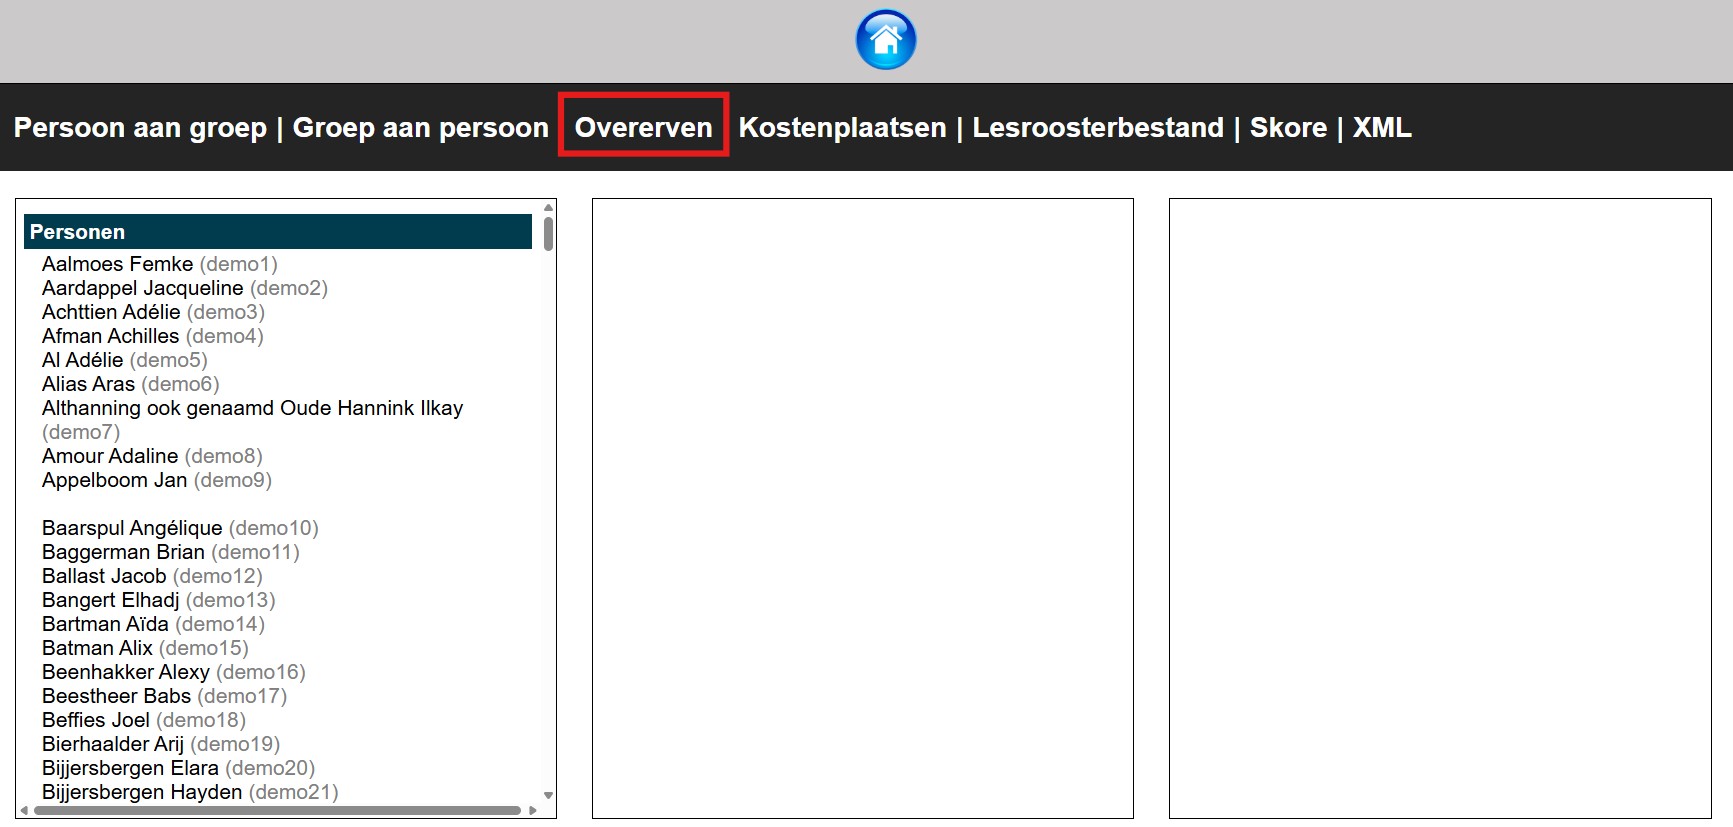 Persoon aan groep | Groep aan persoon Overerven Kostenplaatsen | Lesroosterbestand | Skore | XML
Personen
Aalmoes Femke (demo1)
Aardappel Jacqueline (demo2)
Achttien Adélie (demo3)
Afman Achilles (demo4)
Al Adélie (demo5)
Alias Aras (demo6)
Althanning ook genaamd Oude Hannink Ilkay
(demo7)
Amour Adaline (demo8)
Appelboom Jan (demo9)
Baarspul Angélique (demo10)
Baggerman Brian (demo11)
Ballast Jacob (demo12)
Bangert Elhadj (demo13)
Bartman Aïda (demo14)
Batman Alix (demo15)
Beenhakker Alexy (demo16)
Beestheer Babs (demo17)
Beffies Joel (demo18)
Bierhaalder Arij (demo19)
Bijjersbergen Elara (demo20)
Bijjersbergen Hayden (demo21)